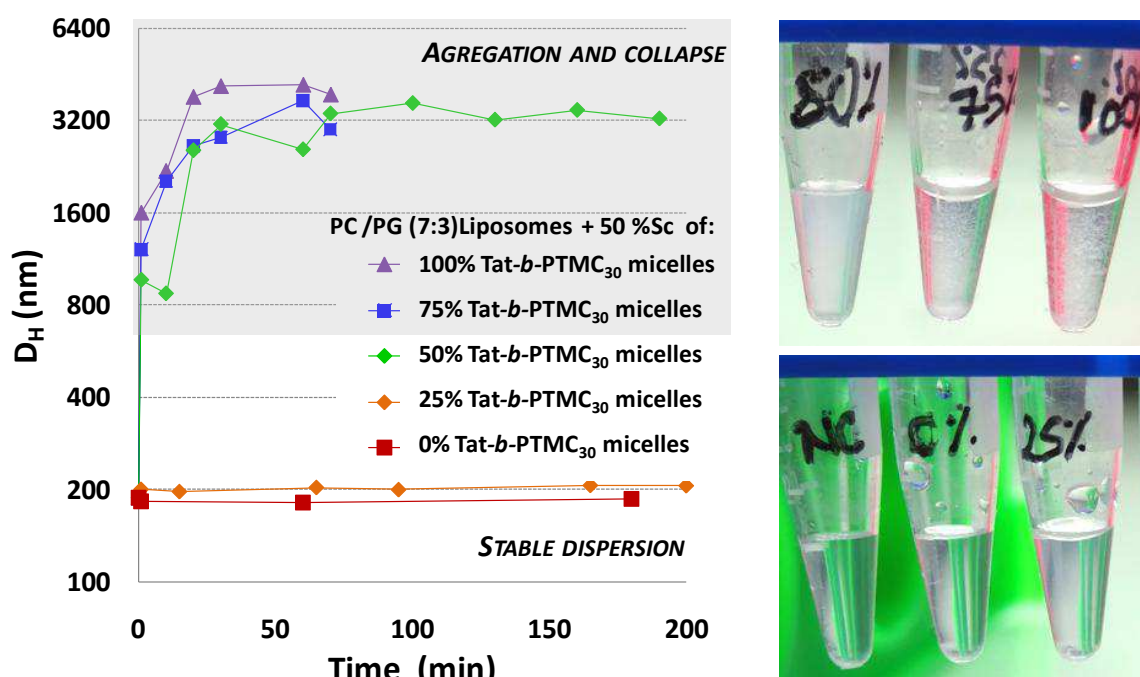 6400
3200
1600
800
400
200
100
D_H (nm)
0
50
100
150
200
Time (min)
AGREGATION AND COLLAPSE
PC/PG (7:3)Liposomes + 50 %Sc of:
100% Tat-b-PTMC₃₀ micelles
75% Tat-b-PTMC₃₀ micelles
50% Tat-b-PTMC₃₀ micelles
25% Tat-b-PTMC₃₀ micelles
0% Tat-b-PTMC₃₀ micelles
STABLE DISPERSION
50%
75%
100%
NC
0%
25%